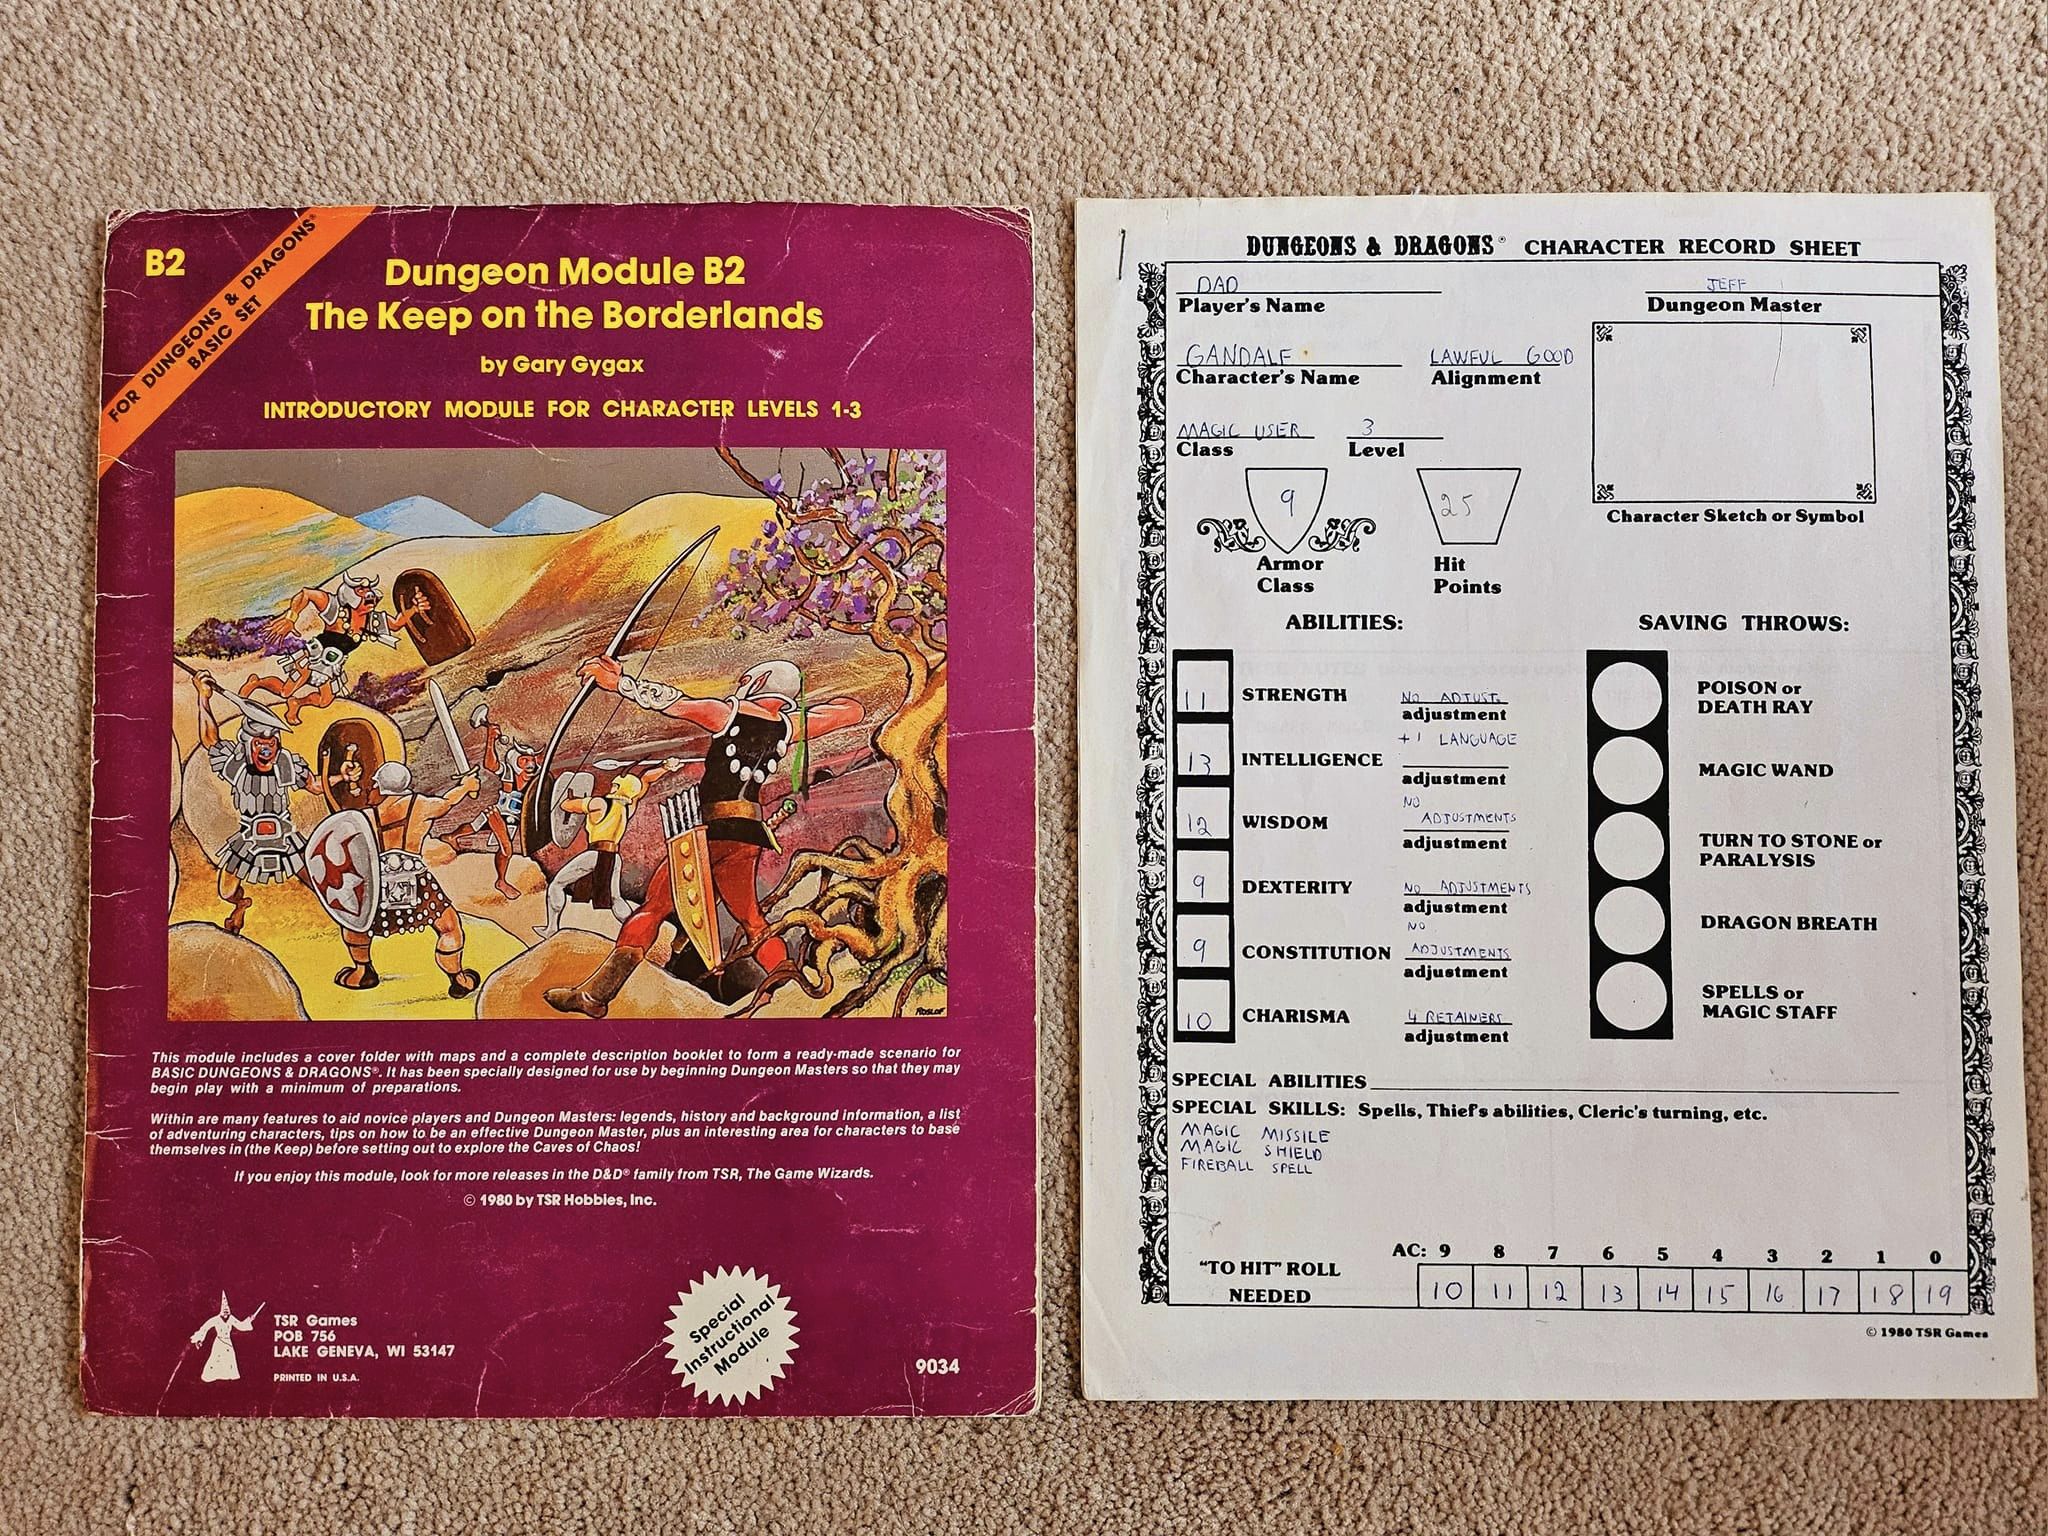 B2
FOR DUNGEONS & DRAGONS®
BASIC SET
Dungeon Module B2
The Keep on the Borderlands
by Gary Gygax
INTRODUCTORY MODULE FOR CHARACTER LEVELS 1-3
ROSLOF
This module includes a cover folder with maps and a complete description booklet to form a ready-made scenario for
BASIC DUNGEONS & DRAGONS®. It has been specially designed for use by beginning Dungeon Masters so that they may
begin play with a minimum of preparations.
Within are many features to aid novice players and Dungeon Masters: legends, history and background information, a list
of adventuring characters, tips on how to be an effective Dungeon Master, plus an interesting area for characters to base
themselves in (the Keep) before setting out to explore the Caves of Chaos!
If you enjoy this module, look for more releases in the D&D® family from TSR, The Game Wizards.
© 1980 by TSR Hobbies, Inc.
TSR Games
POB 756
LAKE GENEVA, WI 53147
PRINTED IN U.S.A.
Special
Instructional
Module
9034
DUNGEONS & DRAGONS® CHARACTER RECORD SHEET
DAD JEFF
Player's Name Dungeon Master
GANDALF LAWFUL GOOD
Character's Name Alignment
MAGIC USER 3
Class Level
9 25
Character Sketch or Symbol
Armor Hit
Class Points
ABILITIES: SAVING THROWS:
11 STRENGTH NO ADJUST.
adjustment
POISON or
DEATH RAY
+1 LANGUAGE
13 INTELLIGENCE
adjustment
MAGIC WAND
NO
12 WISDOM ADJUSTMENTS
adjustment
TURN TO STONE or
PARALYSIS
9 DEXTERITY NO ADJUSTMENTS
adjustment
DRAGON BREATH
NO
9 CONSTITUTION ADJUSTMENTS
adjustment
SPELLS or
MAGIC STAFF
10 CHARISMA 4 RETAINERS
adjustment
SPECIAL ABILITIES
SPECIAL SKILLS: Spells, Thief's abilities, Cleric's turning, etc.
MAGIC MISSILE
MAGIC SHIELD
FIREBALL SPELL
AC: 9 8 7 6 5 4 3 2 1 0
"TO HIT" ROLL
NEEDED
10 11 12 13 14 15 16 17 18 19
© 1980 TSR Games